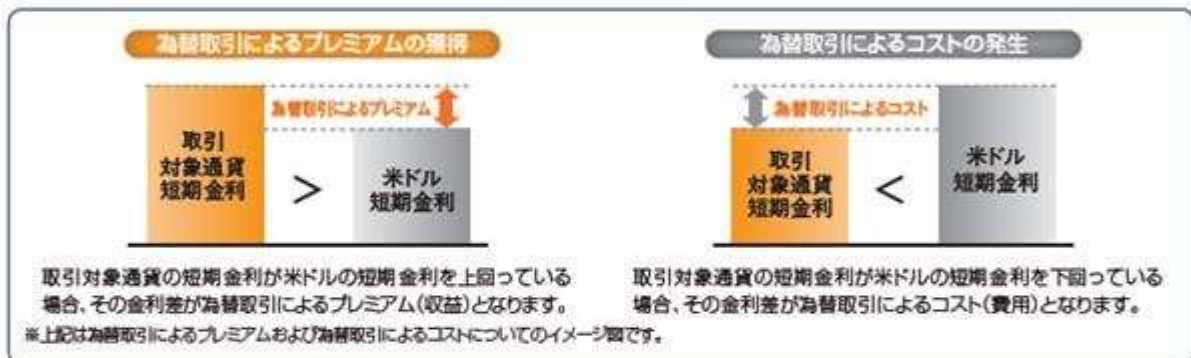 為替取引によるプレミアムの獲得
為替取引によるプレミアム
取引
対象通貨
短期金利
>
米ドル
短期金利
取引対象通貨の短期金利が米ドルの短期金利を上回っている
場合、その金利差が為替取引によるプレミアム(収益)となります。
為替取引によるコストの発生
為替取引によるコスト
取引
対象通貨
短期金利
<
米ドル
短期金利
取引対象通貨の短期金利が米ドルの短期金利を下回っている
場合、その金利差が為替取引によるコスト(費用)となります。
※上記は為替取引によるプレミアムおよび為替取引によるコストについてのイメージ図です。